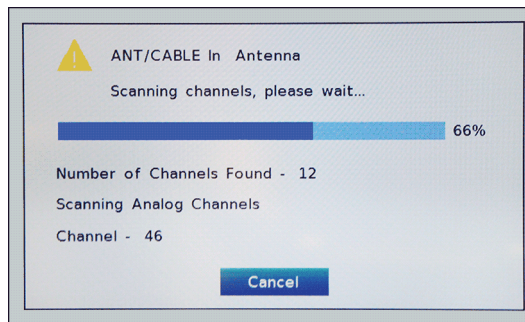 ANT/CABLE In Antenna
Scanning channels, please wait...
66%
Number of Channels Found - 12
Scanning Analog Channels
Channel - 46
Cancel